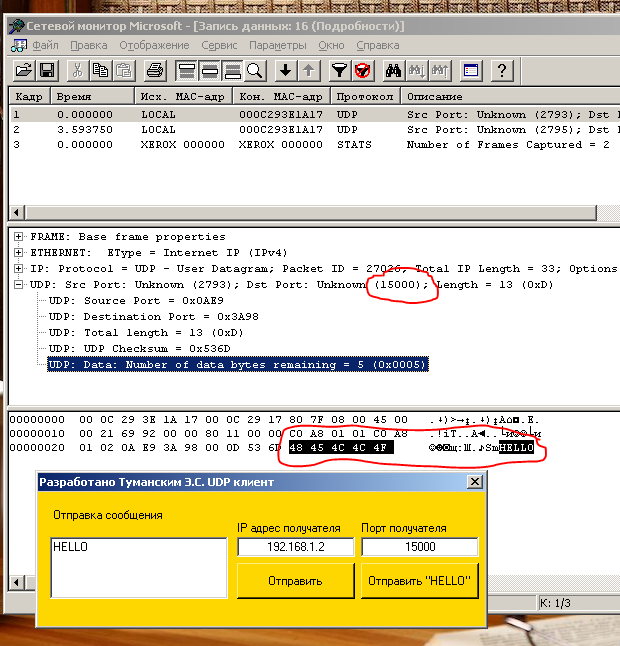 Сетевой монитор Microsoft - [Запись данных: 16 (Подробности)]
Файл Правка Отображение Сервис Параметры Окно Справка
Кадр Время Исх. MAC-адр Кон. MAC-адр Протокол Описание
1 0.000000 LOCAL 000C293E1A17 UDP Src Port: Unknown (2793); Dst
2 3.593750 LOCAL 000C293E1A17 UDP Src Port: Unknown (2795); Dst
3 0.000000 XEROX 000000 XEROX 000000 STATS Number of Frames Captured = 2
FRAME: Base frame properties
ETHERNET: EType = Internet IP (IPv4)
IP: Protocol = UDP - User Datagram; Packet ID = 27026; Total IP Length = 33; Options
UDP: Src Port: Unknown (2793); Dst Port: Unknown (15000); Length = 13 (0xD)
UDP: Source Port = 0x0AE9
UDP: Destination Port = 0x3A98
UDP: Total length = 13 (0xD)
UDP: UDP Checksum = 0x536D
UDP: Data: Number of data bytes remaining = 5 (0x0005)
00000000 00 0C 29 3E 1A 17 00 0C 29 17 80 7F 08 00 45 00
00000010 00 21 69 92 00 00 80 11 00 00 C0 A8 01 01 C0 A8
00000020 01 02 0A E9 3A 98 00 0D 53 6D 48 45 4C 4C 4F HELLO
Разработано Туманским Э.С. UDP клиент
Отправка сообщения
IP адрес получателя Порт получателя
HELLO 192.168.1.2 15000
Отправить Отправить "HELLO"
К: 1/3